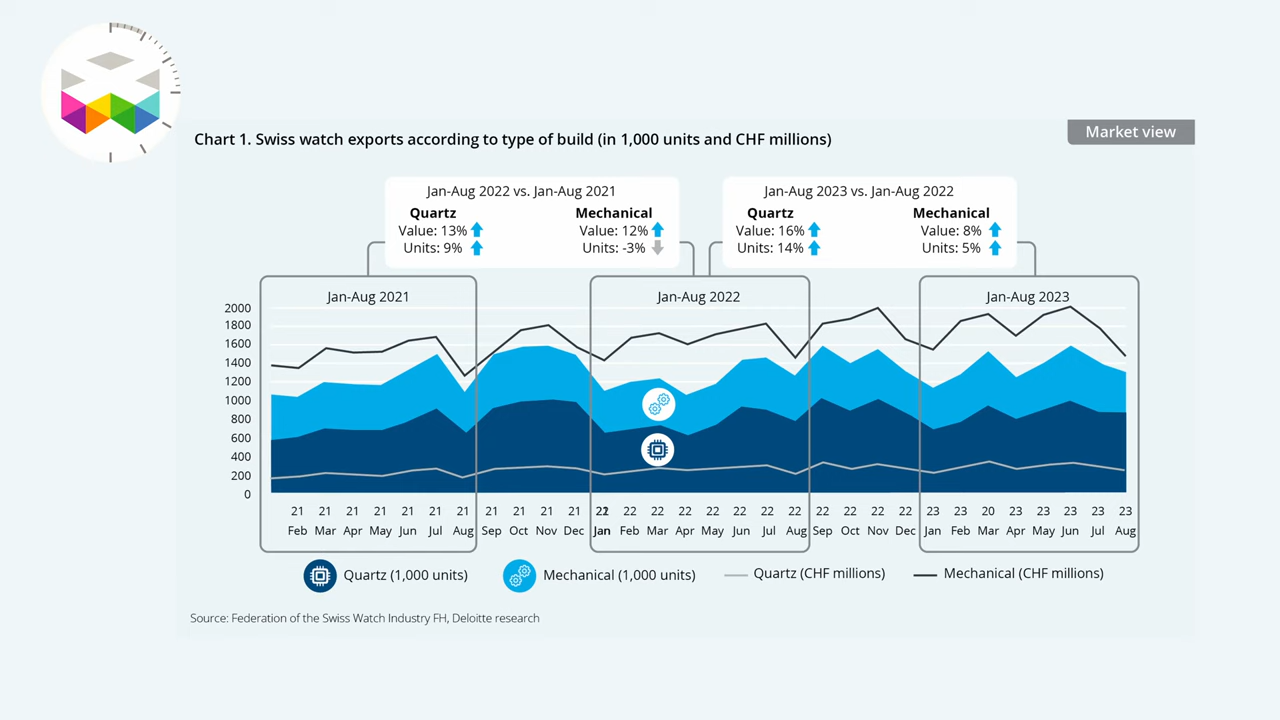 Market view
Chart 1. Swiss watch exports according to type of build (in 1,000 units and CHF millions)
Jan-Aug 2022 vs. Jan-Aug 2021
Quartz Mechanical
Value: 13% Value: 12%
Units: 9% Units: -3%
Jan-Aug 2023 vs. Jan-Aug 2022
Quartz Mechanical
Value: 16% Value: 8%
Units: 14% Units: 5%
Jan-Aug 2021 Jan-Aug 2022 Jan-Aug 2023
2000
1800
1600
1400
1200
1000
800
600
400
200
0
21 21 21 21 21 21 21 21 21 21 21 22 22 22 22 22 22 22 22 22 22 22 22 23 23 20 23 23 23 23 23
Feb Mar Apr May Jun Jul Aug Sep Oct Nov Dec Jan Feb Mar Apr May Jun Jul Aug Sep Oct Nov Dec Jan Feb Mar Apr May Jun Jul Aug
Quartz (1,000 units) Mechanical (1,000 units) Quartz (CHF millions) Mechanical (CHF millions)
Source: Federation of the Swiss Watch Industry FH, Deloitte research